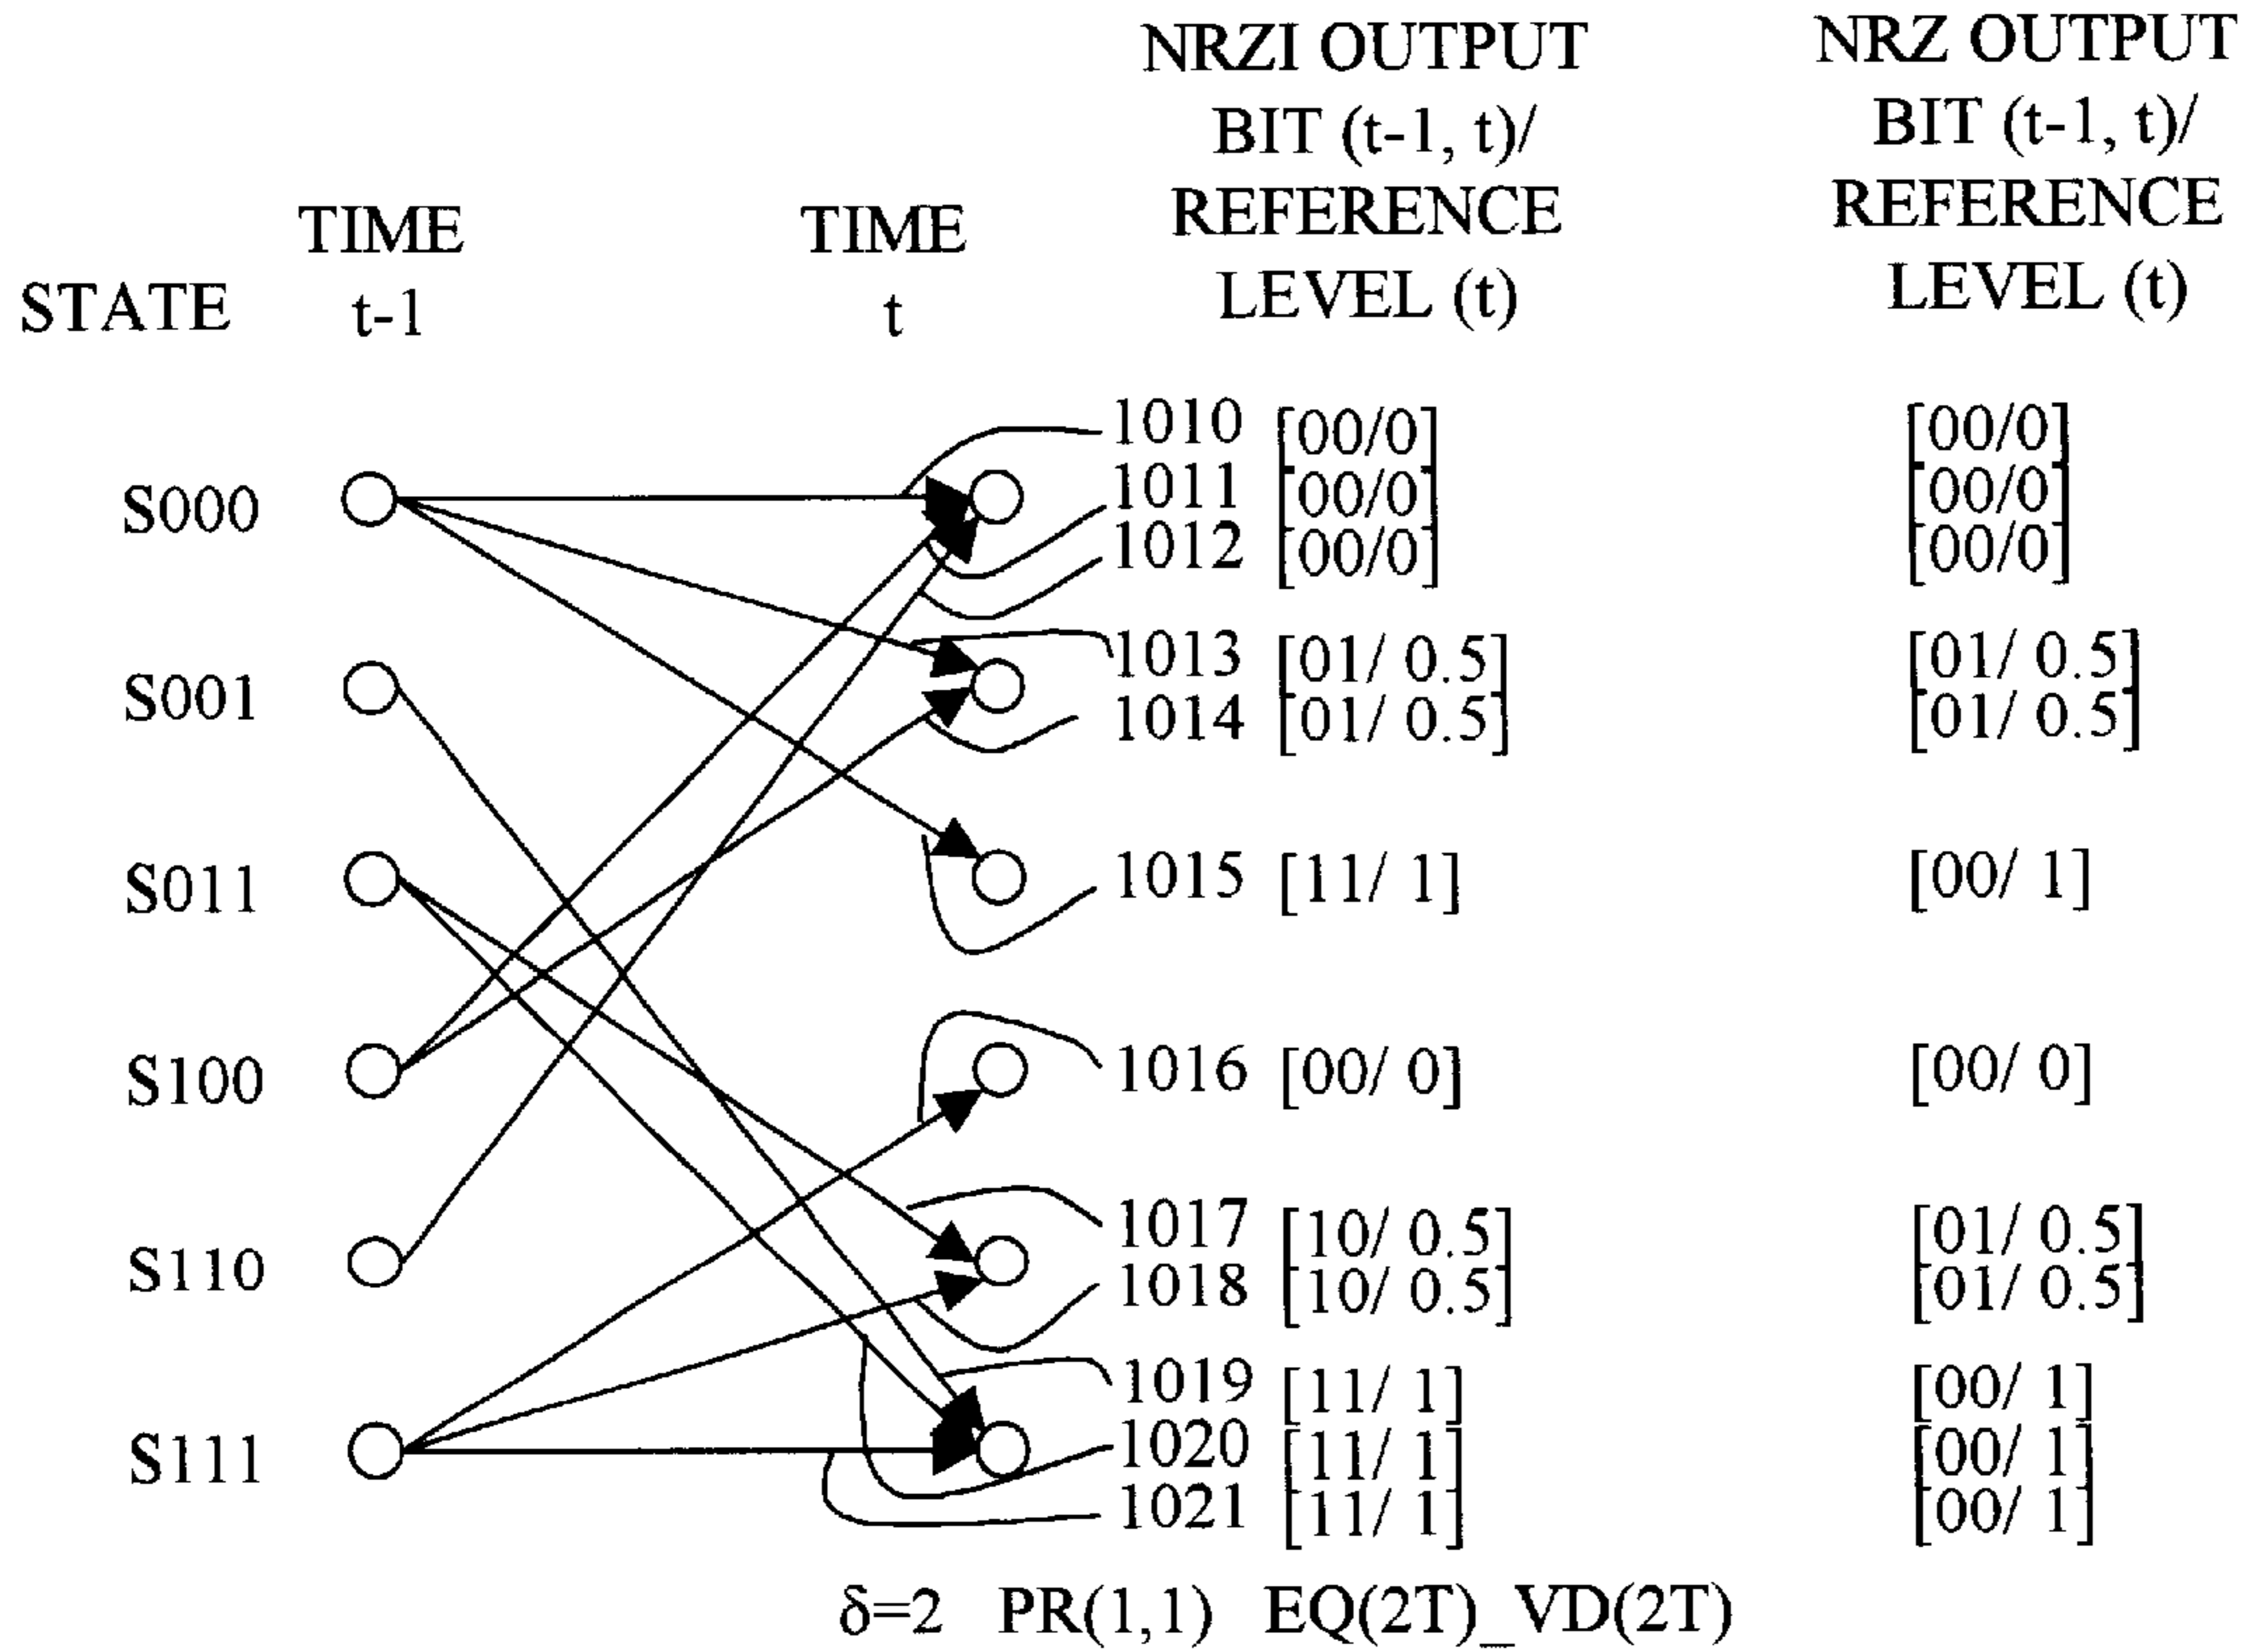 NRZI OUTPUT
BIT (t-1, t)/
REFERENCE
LEVEL (t)
NRZ OUTPUT
BIT (t-1, t)/
REFERENCE
LEVEL (t)
STATE
TIME
t-1
TIME
t
1010 [00/0] [00/0]
1011 [00/0] [00/0]
S000
1012 [00/0] [00/0]
1013 [01/ 0.5] [01/ 0.5]
S001
1014 [01/ 0.5] [01/ 0.5]
S011
1015 [11/ 1] [00/ 1]
S100
1016 [00/ 0] [00/ 0]
1017 [10/ 0.5] [01/ 0.5]
S110
1018 [10/ 0.5] [01/ 0.5]
1019 [11/ 1] [00/ 1]
S111
1020 [11/ 1] [00/ 1]
1021 [11/ 1] [00/ 1]
δ=2 PR(1,1) EQ(2T)_VD(2T)